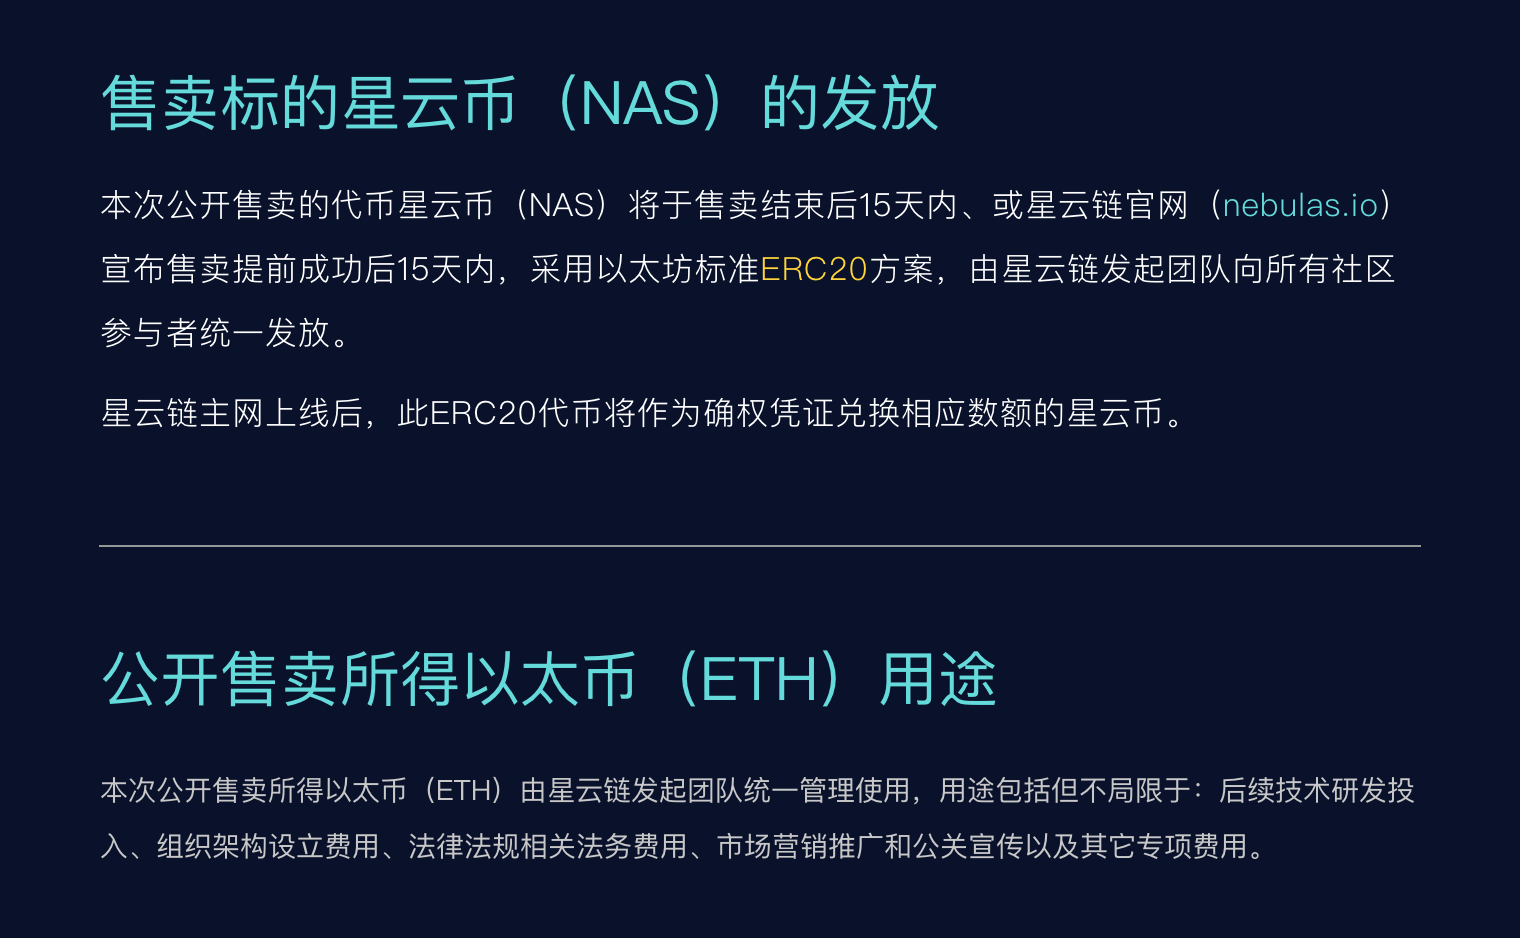 售卖标的星云币（NAS）的发放
本次公开售卖的代币星云币（NAS）将于售卖结束后15天内、或星云链官网（nebulas.io）
宣布售卖提前成功后15天内，采用以太坊标准ERC20方案，由星云链发起团队向所有社区
参与者统一发放。
星云链主网上线后，此ERC20代币将作为确权凭证兑换相应数额的星云币。
公开售卖所得以太币（ETH）用途
本次公开售卖所得以太币（ETH）由星云链发起团队统一管理使用，用途包括但不局限于：后续技术研发投
入、组织架构设立费用、法律法规相关法务费用、市场营销推广和公关宣传以及其它专项费用。